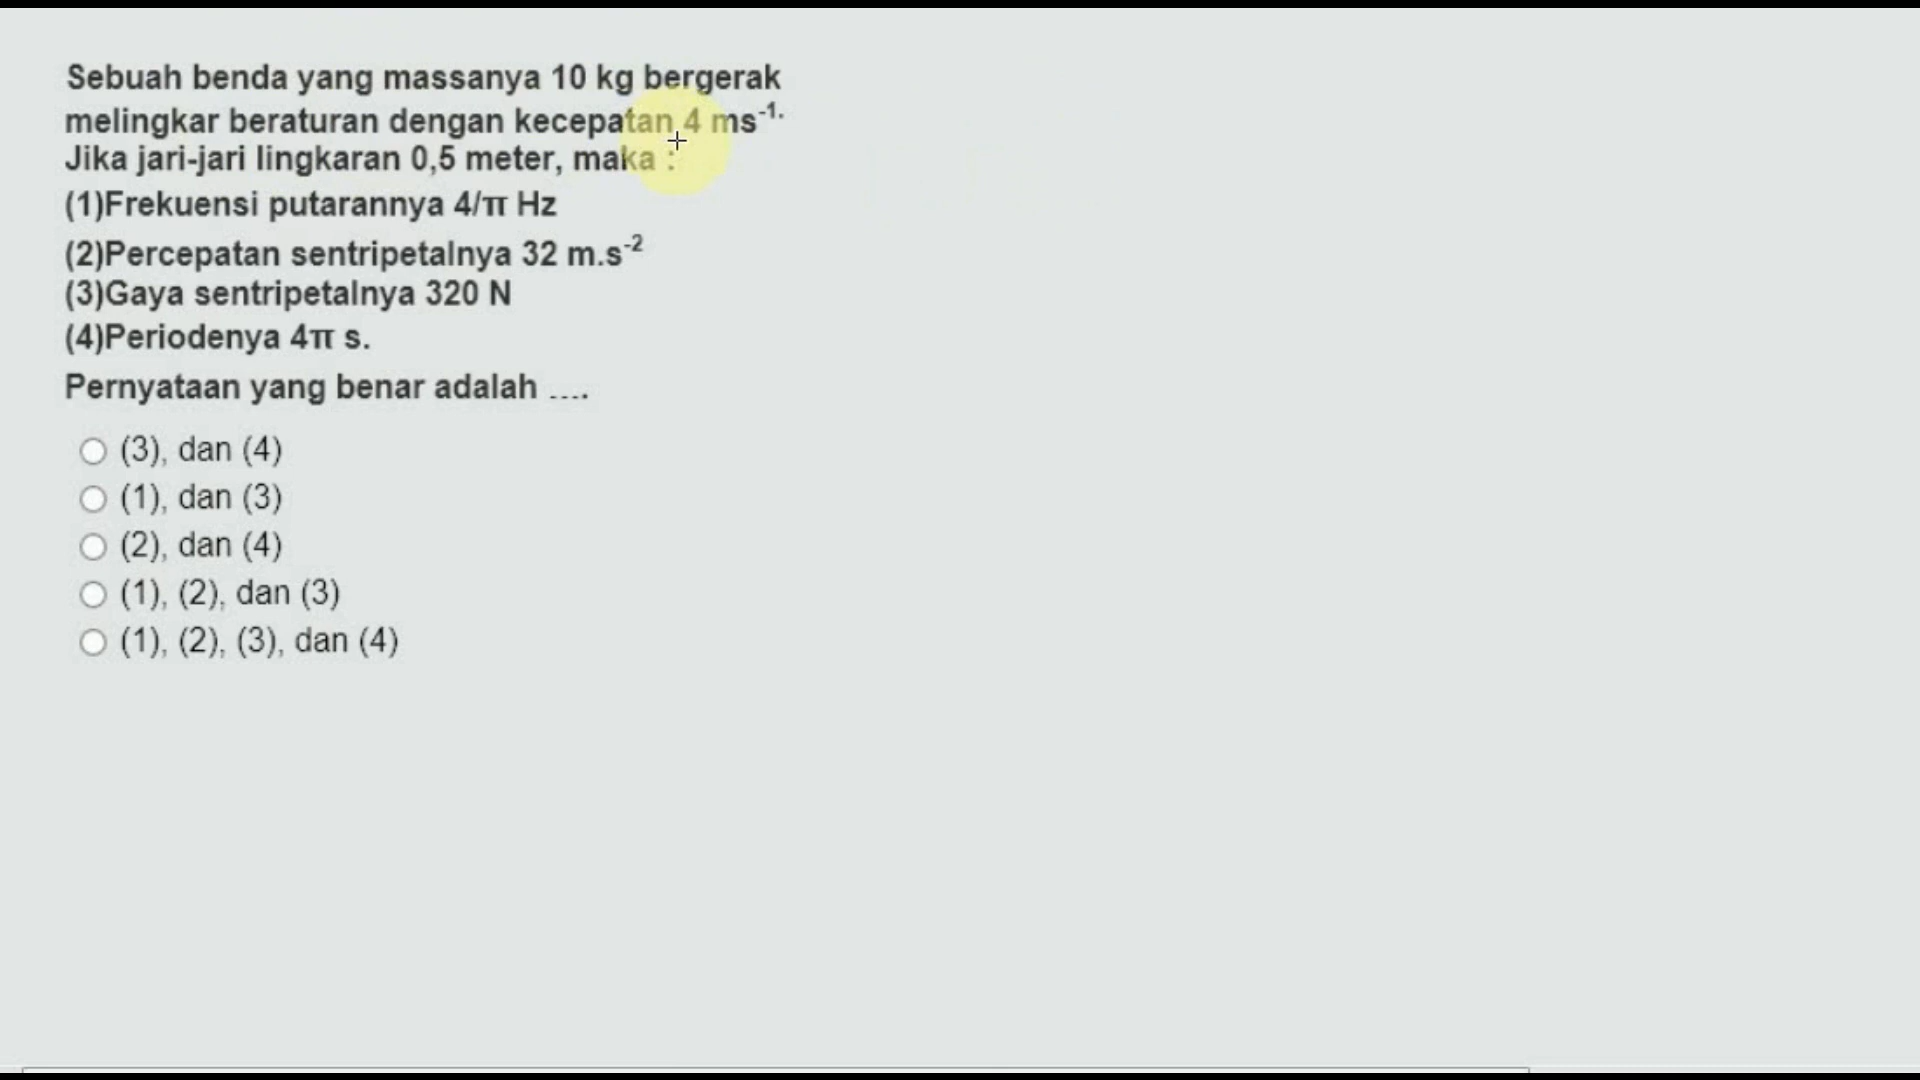 Sebuah benda yang massanya 10 kg bergerak
melingkar beraturan dengan kecepatan 4 ms⁻¹·
Jika jari-jari lingkaran 0,5 meter, maka :
(1)Frekuensi putarannya 4/π Hz
(2)Percepatan sentripetalnya 32 m.s⁻²
(3)Gaya sentripetalnya 320 N
(4)Periodenya 4π s.
Pernyataan yang benar adalah ....
(3), dan (4)
(1), dan (3)
(2), dan (4)
(1), (2), dan (3)
(1), (2), (3), dan (4)